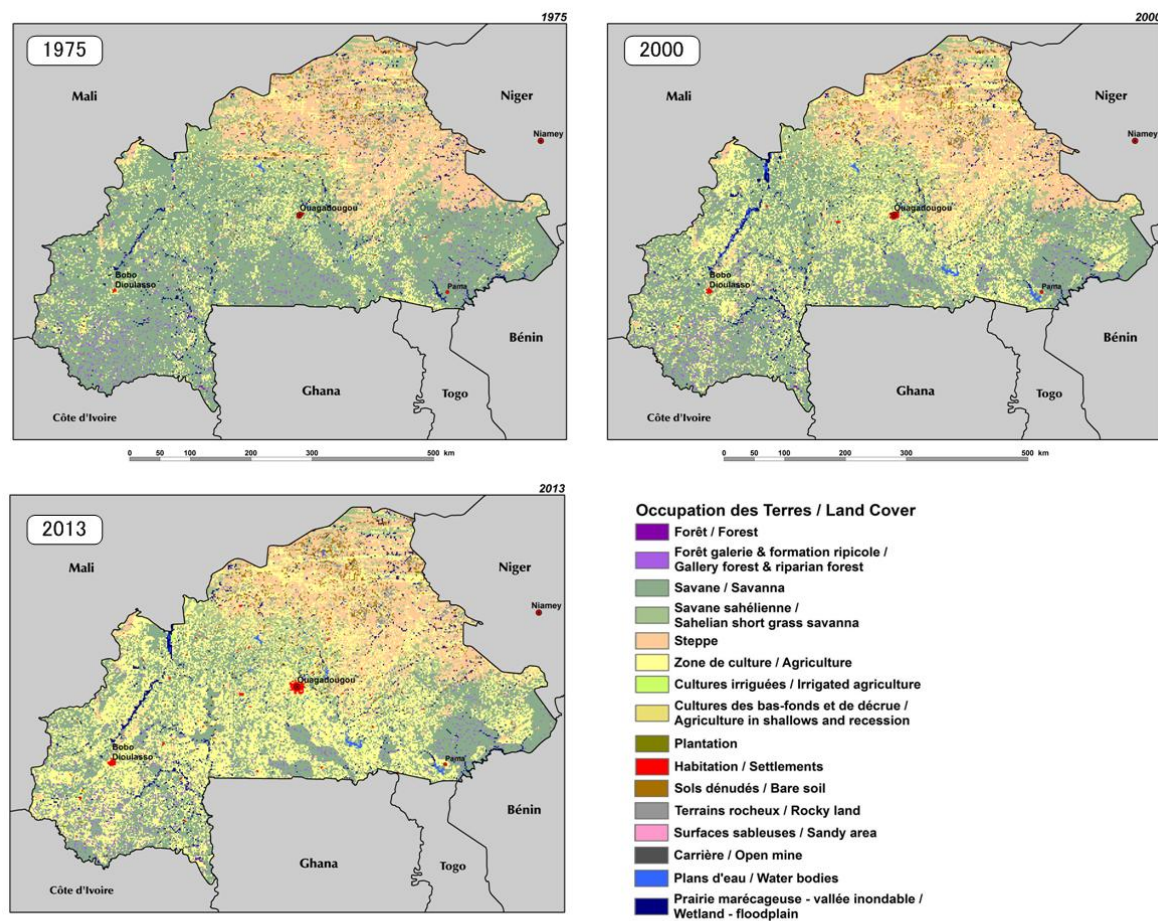 1975
1975
Mali
Niger
Niamey
Ouagadougou
Bobo
Dioulasso
Pama
Bénin
Ghana
Togo
Côte d'Ivoire
0 50 100 200 300 500 km
2000
2000
Mali
Niger
Niamey
Ouagadougou
Bobo
Dioulasso
Pama
Bénin
Ghana
Togo
Côte d'Ivoire
0 50 100 200 300 500 km
2013
2013
Mali
Niger
Niamey
Ouagadougou
Bobo
Dioulasso
Pama
Bénin
Ghana
Togo
Côte d'Ivoire
Occupation des Terres / Land Cover
Forêt / Forest
Forêt galerie & formation ripicole /
Gallery forest & riparian forest
Savane / Savanna
Savane sahélienne /
Sahelian short grass savanna
Steppe
Zone de culture / Agriculture
Cultures irriguées / Irrigated agriculture
Cultures des bas-fonds et de décrue /
Agriculture in shallows and recession
Plantation
Habitation / Settlements
Sols dénudés / Bare soil
Terrains rocheux / Rocky land
Surfaces sableuses / Sandy area
Carrière / Open mine
Plans d'eau / Water bodies
Prairie marécageuse - vallée inondable /
Wetland - floodplain